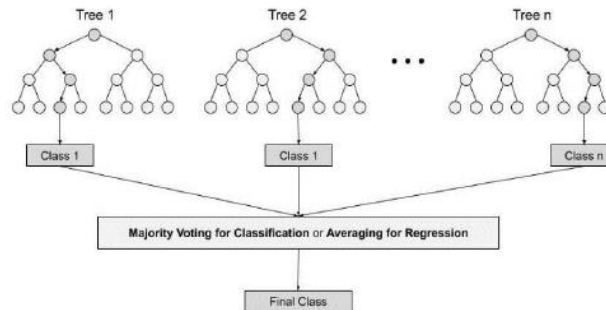 Tree 1
Tree 2
Tree n
Class 1
Class 1
Class n
Majority Voting for Classification or Averaging for Regression
Final Class